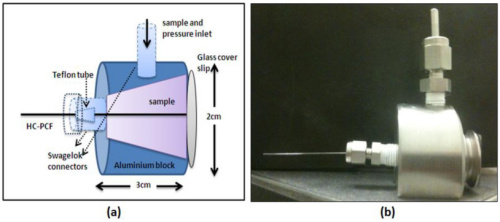 sample and
pressure inlet
Glass cover
slip
Teflon tube
sample
2cm
HC-PCF
Swagelok
connectors
Aluminium block
3cm
(a)
(b)